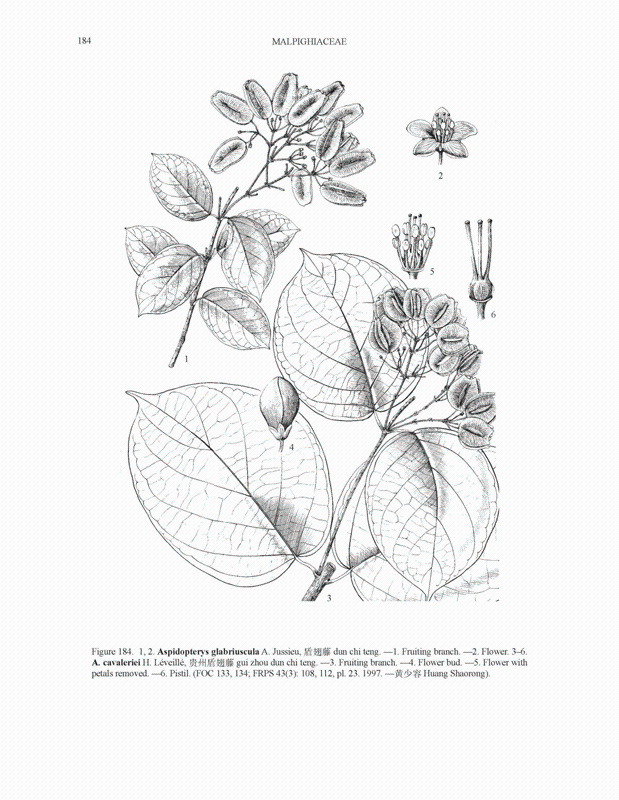 184
MALPIGHIACEAE
2
5
6
1
4
3
Figure 184. 1, 2. Aspidopterys glabriuscula A. Jussieu, 盾翅藤 dun chi teng. —1. Fruiting branch. —2. Flower. 3–6.
A. cavaleriei H. Léveillé, 贵州盾翅藤 gui zhou dun chi teng. —3. Fruiting branch. —4. Flower bud. —5. Flower with
petals removed. —6. Pistil. (FOC 133, 134; FRPS 43(3): 108, 112, pl. 23. 1997. —黄少容 Huang Shaorong).